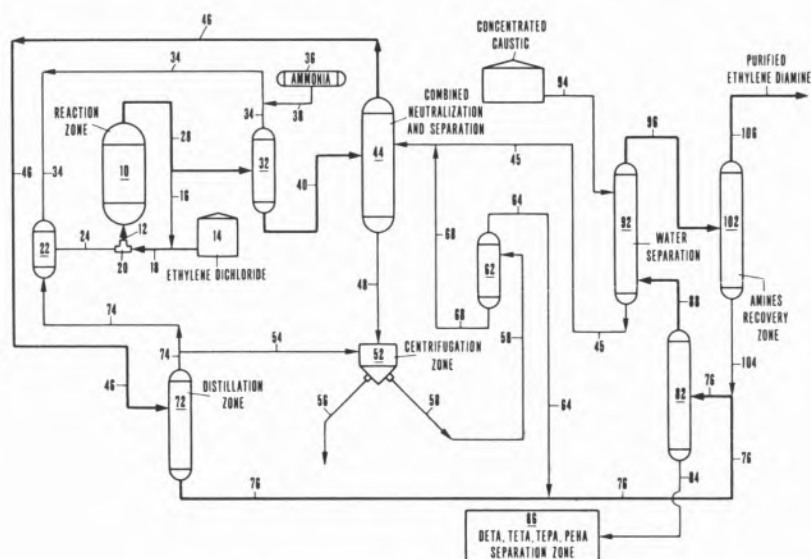 46
34
36
AMMONIA
34
38
CONCENTRATED
CAUSTIC
94
PURIFIED
ETHYLENE DIAMINE
REACTION
ZONE
28
COMBINED
NEUTRALIZATION
AND SEPARATION
96
106
46
34
10
16
32
40
44
45
92
WATER
SEPARATION
102
AMINES
RECOVERY
ZONE
22
24
12
20
18
14
ETHYLENE DICHLORIDE
68
64
62
48
68
58
45
88
104
74
74
54
52
CENTRIFUGATION
ZONE
46
72
DISTILLATION
ZONE
56
58
64
82
76
76
84
76
76
86
DETA, TETA, TEPA, PEHA
SEPARATION ZONE